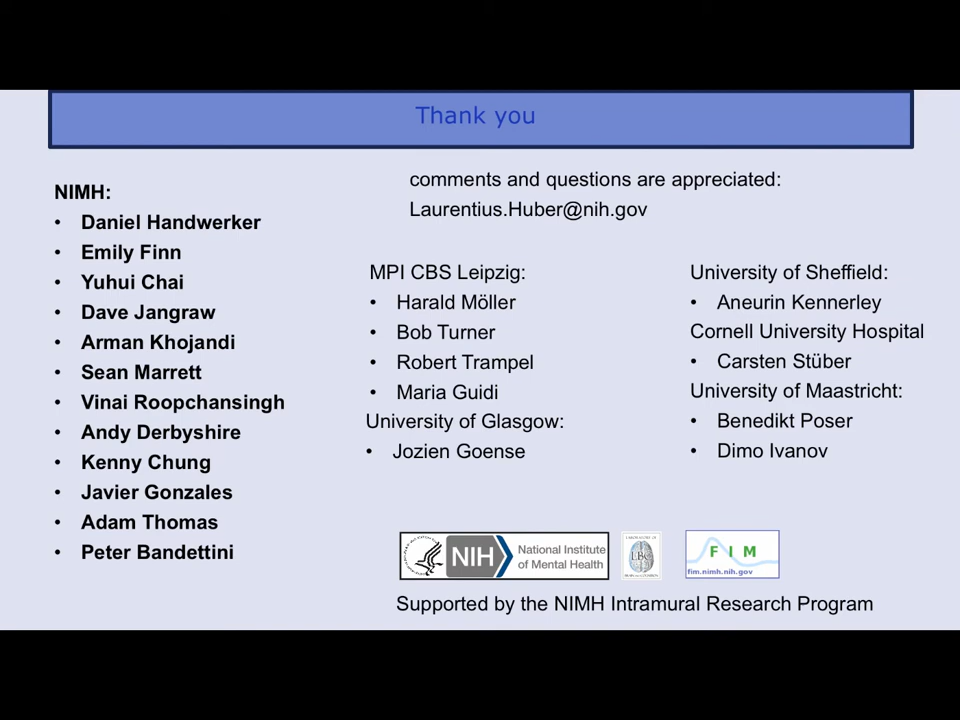 Thank you
NIMH:
• Daniel Handwerker
• Emily Finn
• Yuhui Chai
• Dave Jangraw
• Arman Khojandi
• Sean Marrett
• Vinai Roopchansingh
• Andy Derbyshire
• Kenny Chung
• Javier Gonzales
• Adam Thomas
• Peter Bandettini
comments and questions are appreciated:
Laurentius.Huber@nih.gov
MPI CBS Leipzig:
• Harald Möller
• Bob Turner
• Robert Trampel
• Maria Guidi
University of Glasgow:
• Jozien Goense
University of Sheffield:
• Aneurin Kennerley
Cornell University Hospital
• Carsten Stüber
University of Maastricht:
• Benedikt Poser
• Dimo Ivanov
NIH
National Institute
of Mental Health
LBC
FIM
fim.nimh.nih.gov
Supported by the NIMH Intramural Research Program